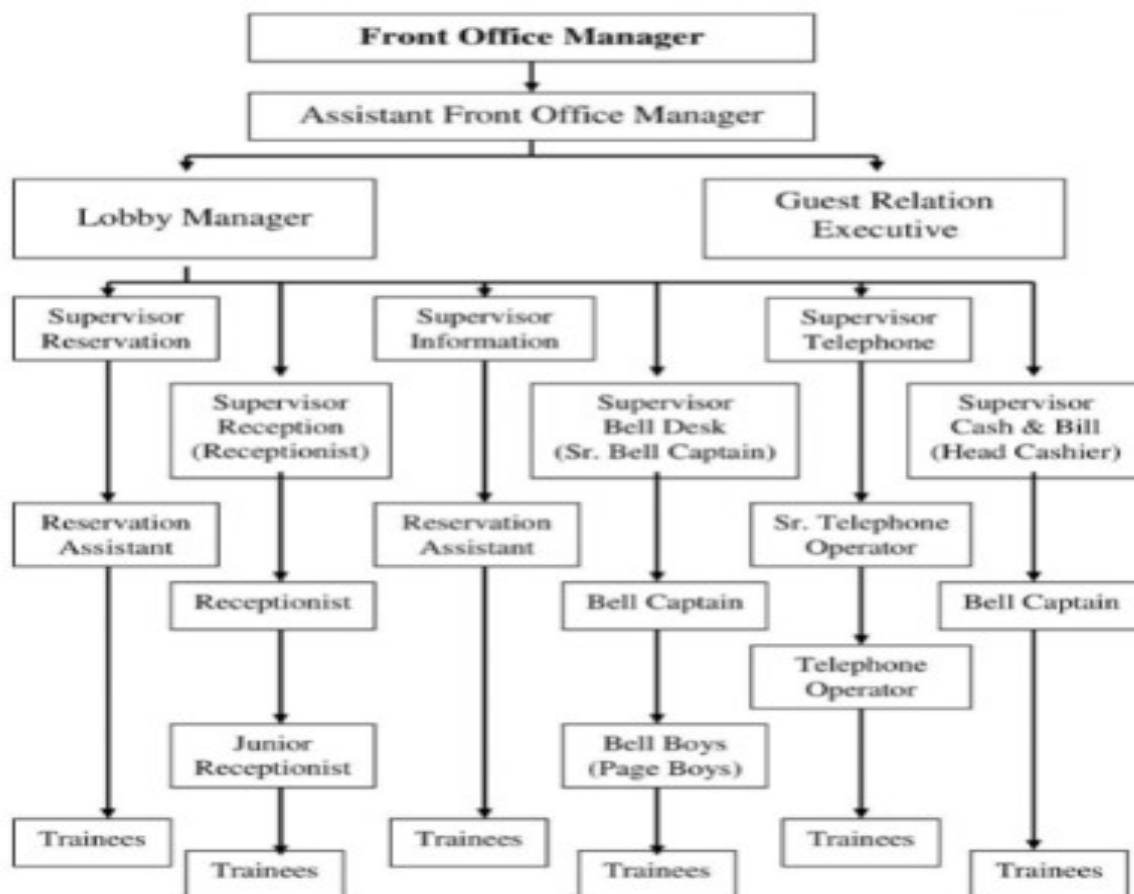 Front Office Manager
Assistant Front Office Manager
Lobby Manager
Guest Relation
Executive
Supervisor
Reservation
Supervisor
Information
Supervisor
Telephone
Supervisor
Reception
(Receptionist)
Supervisor
Bell Desk
(Sr. Bell Captain)
Supervisor
Cash & Bill
(Head Cashier)
Reservation
Assistant
Reservation
Assistant
Sr. Telephone
Operator
Receptionist
Bell Captain
Bell Captain
Telephone
Operator
Junior
Receptionist
Bell Boys
(Page Boys)
Trainees
Trainees
Trainees
Trainees
Trainees
Trainees